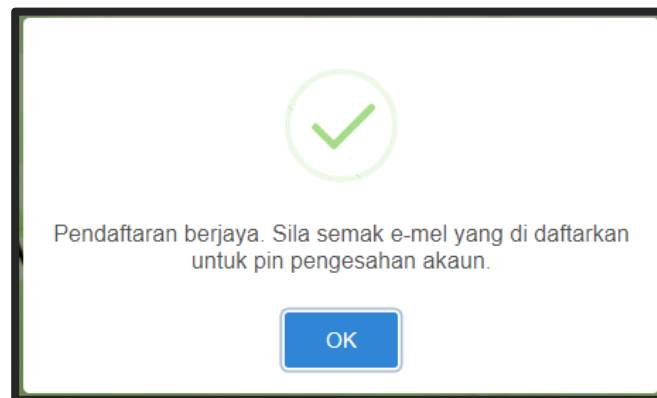 Pendaftaran berjaya. Sila semak e-mel yang di daftarkan
untuk pin pengesahan akaun.
OK